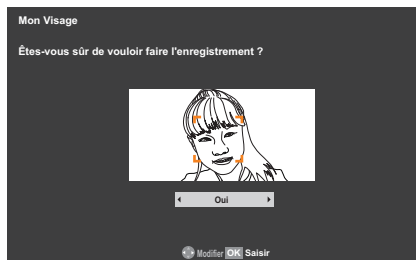 Mon Visage
Êtes-vous sûr de vouloir faire l'enregistrement ?
Oui
Modifier OK Saisir